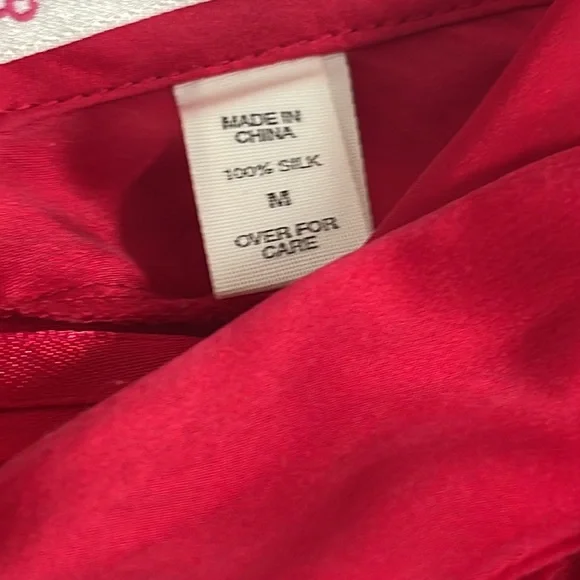 MADE IN
CHINA
100% SILK
M
OVER FOR
CARE